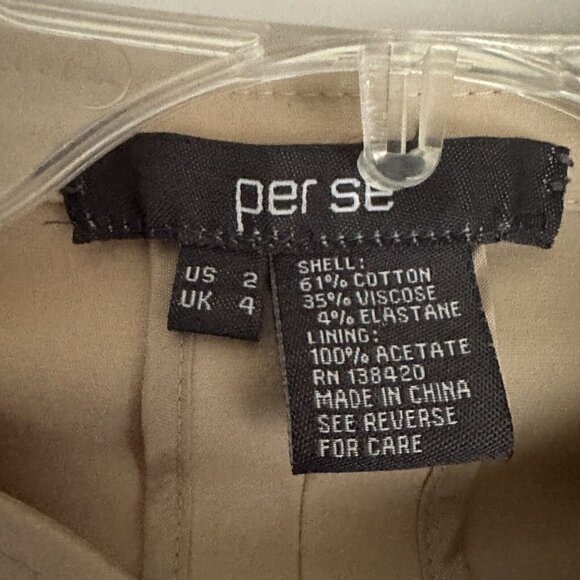 per se
US 2
UK 4
SHELL:
61% COTTON
35% VISCOSE
4% ELASTANE
LINING:
100% ACETATE
RN 138420
MADE IN CHINA
SEE REVERSE
FOR CARE